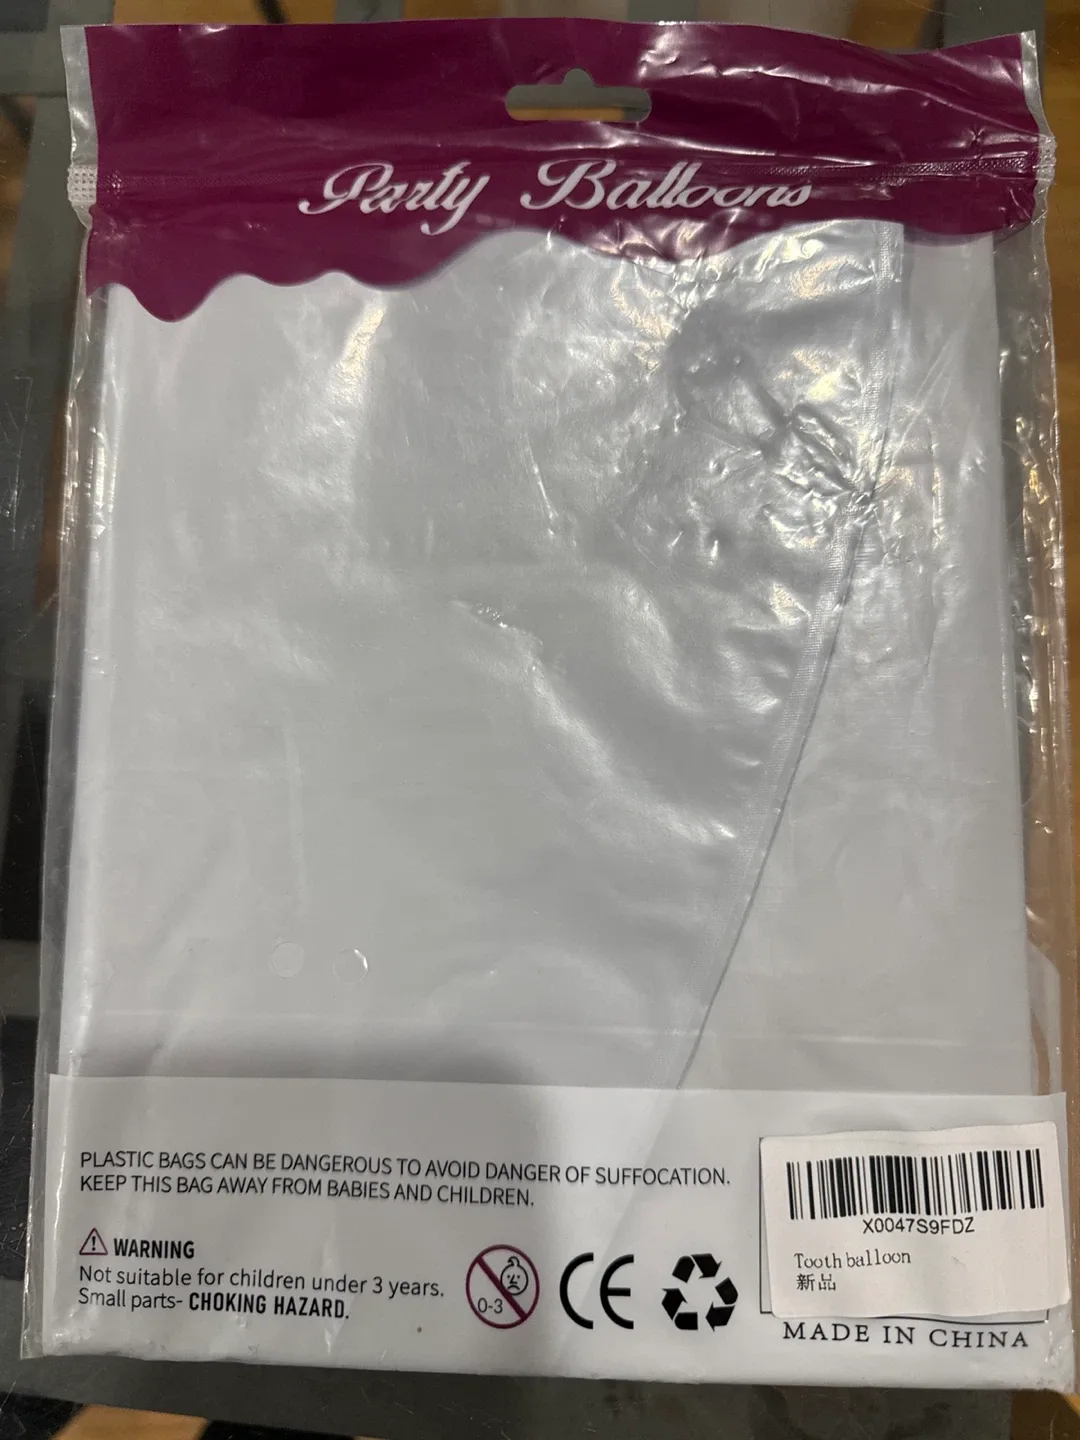 Party Balloons
PLASTIC BAGS CAN BE DANGEROUS TO AVOID DANGER OF SUFFOCATION.
KEEP THIS BAG AWAY FROM BABIES AND CHILDREN.
WARNING
Not suitable for children under 3 years.
Small parts- CHOKING HAZARD.
0-3
CE
X0047S9FDZ
Tooth balloon
新品
MADE IN CHINA